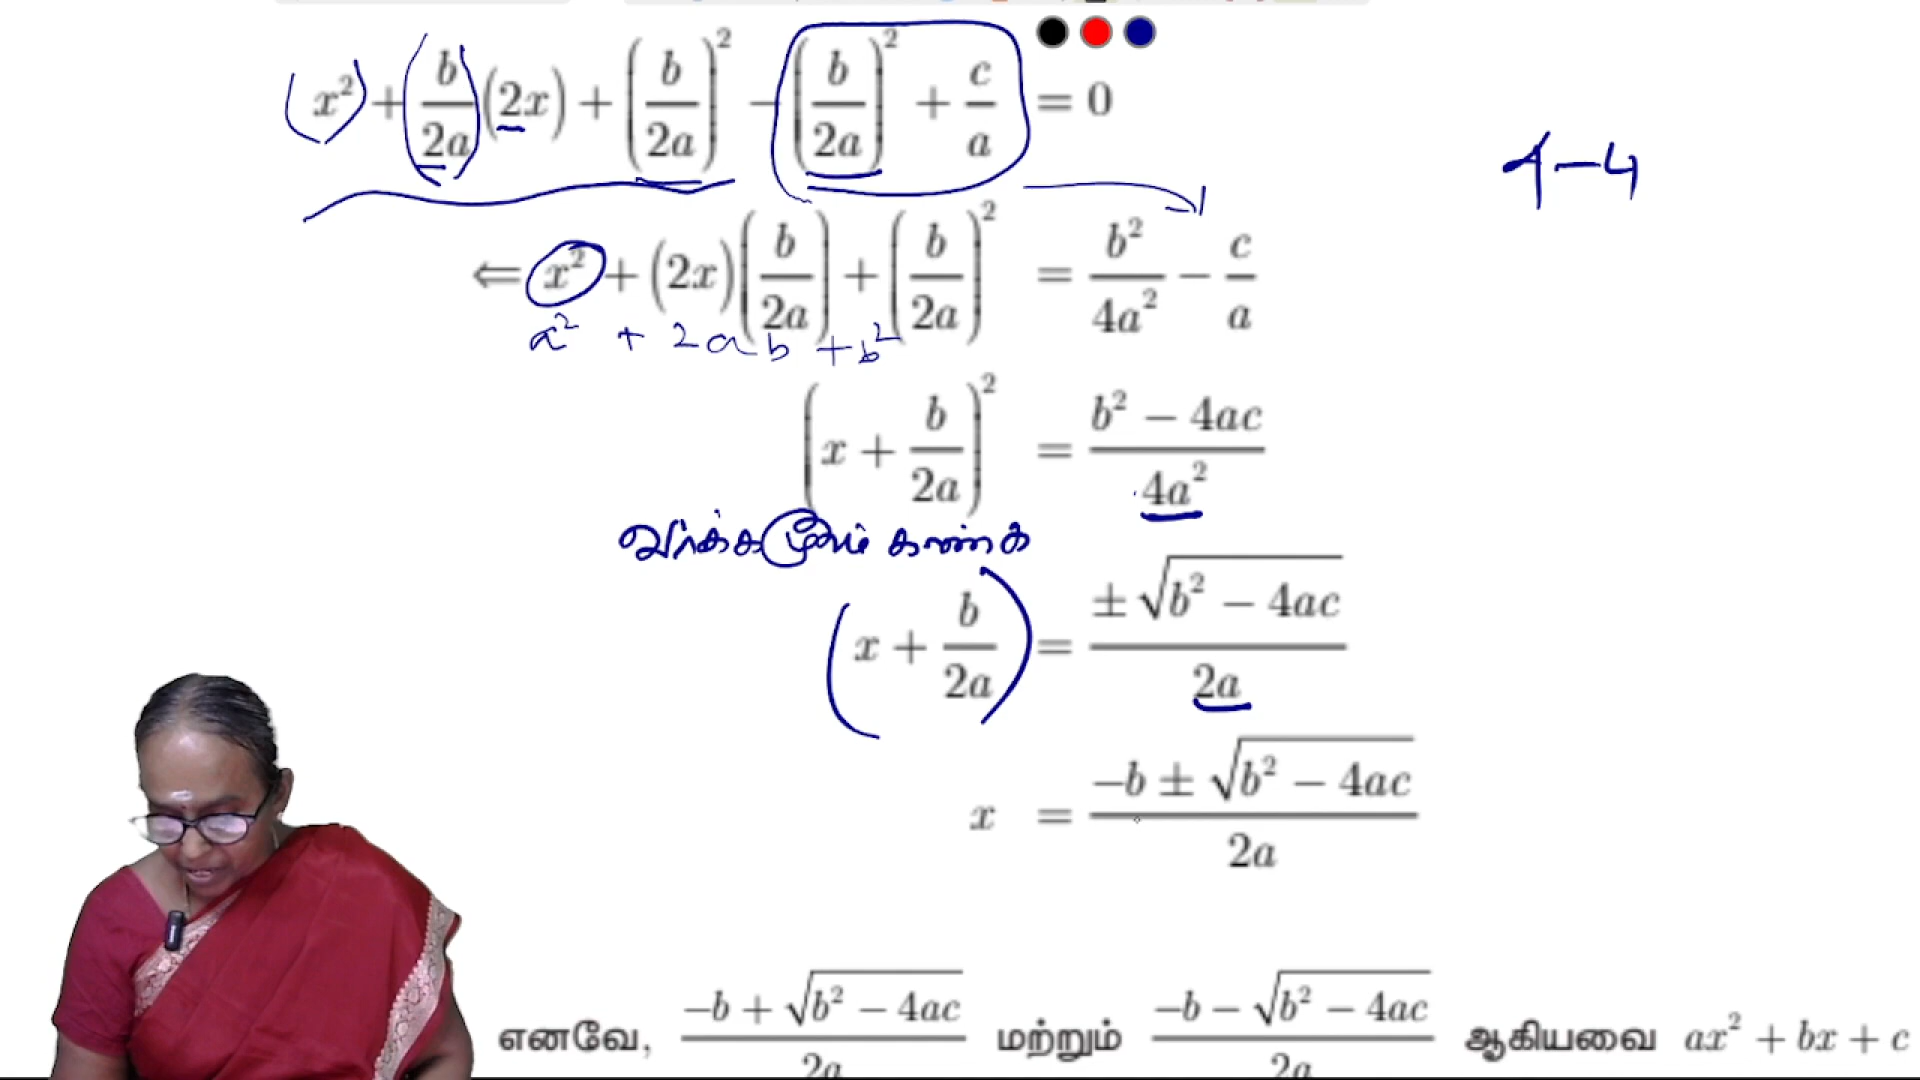 x² + b/2a (2x) + (b/2a)² − (b/2a)² + c/a = 0
4-4
⇐ x² + (2x)(b/2a) + (b/2a)² = b²/4a² − c/a
a² + 2ab + b²
(x + b/2a)² = (b² − 4ac)/4a²
வர்க்கமூலம் காண்க
(x + b/2a) = ±√(b² − 4ac)/2a
x = (−b ± √(b² − 4ac))/2a
எனவே, (−b + √(b² − 4ac))/2a மற்றும் (−b − √(b² − 4ac))/2a ஆகியவை ax² + bx + c